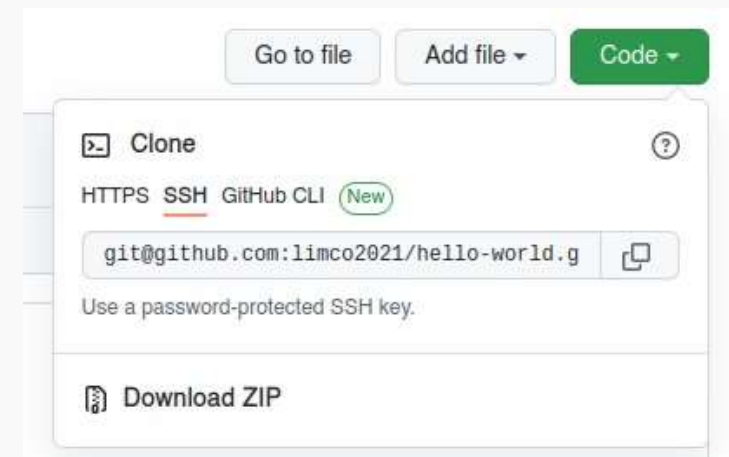 Go to file Add file Code
Clone
HTTPS SSH GitHub CLI New
git@github.com:limco2021/hello-world.g
Use a password-protected SSH key.
Download ZIP